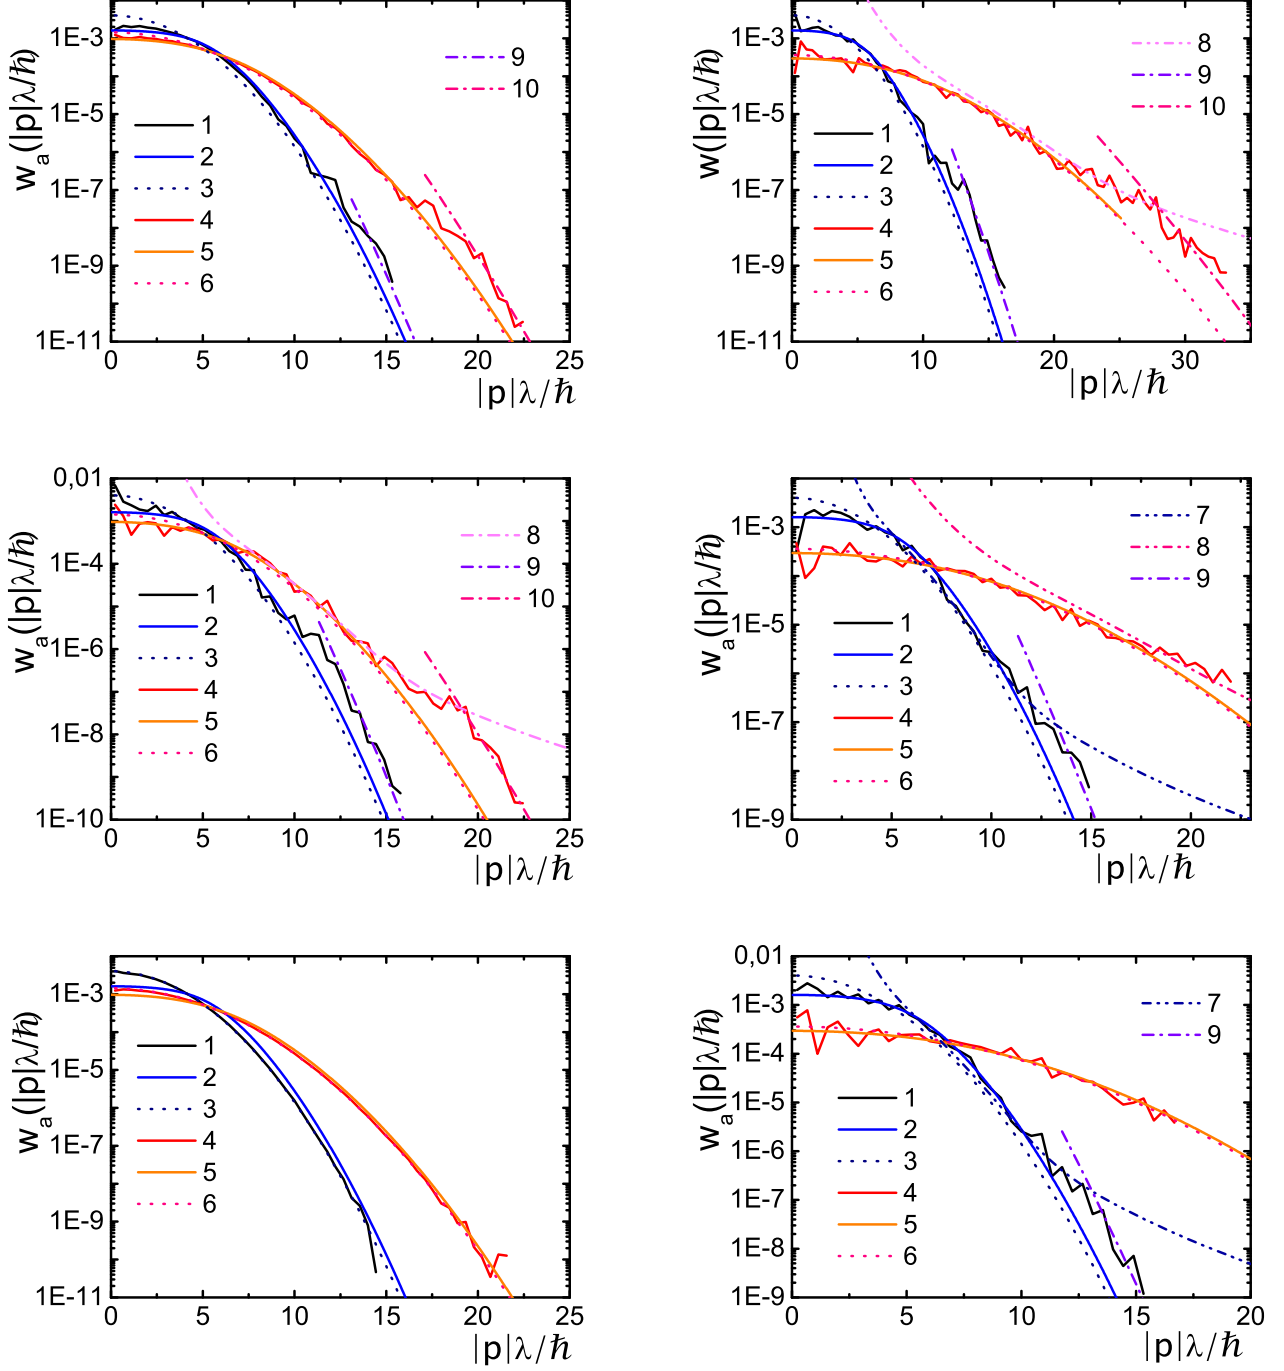 w_a(|p|λ/ħ)
1E-3
1E-5
1E-7
1E-9
1E-11
1
2
3
4
5
6
9
10
0 5 10 15 20 25
|p|λ/ħ
w(|p|λ/ħ)
1E-3
1E-5
1E-7
1E-9
1E-11
1
2
3
4
5
6
8
9
10
0 10 20 30
|p|λ/ħ
w_a(|p|λ/ħ)
0,01
1E-4
1E-6
1E-8
1E-10
1
2
3
4
5
6
8
9
10
0 5 10 15 20 25
|p|λ/ħ
w_a(|p|λ/ħ)
1E-3
1E-5
1E-7
1E-9
1
2
3
4
5
6
7
8
9
0 5 10 15 20
|p|λ/ħ
w_a(|p|λ/ħ)
1E-3
1E-5
1E-7
1E-9
1E-11
1
2
3
4
5
6
0 5 10 15 20 25
|p|λ/ħ
w_a(|p|λ/ħ)
0,01
1E-3
1E-4
1E-5
1E-6
1E-7
1E-8
1E-9
1
2
3
4
5
6
7
9
0 5 10 15 20
|p|λ/ħ